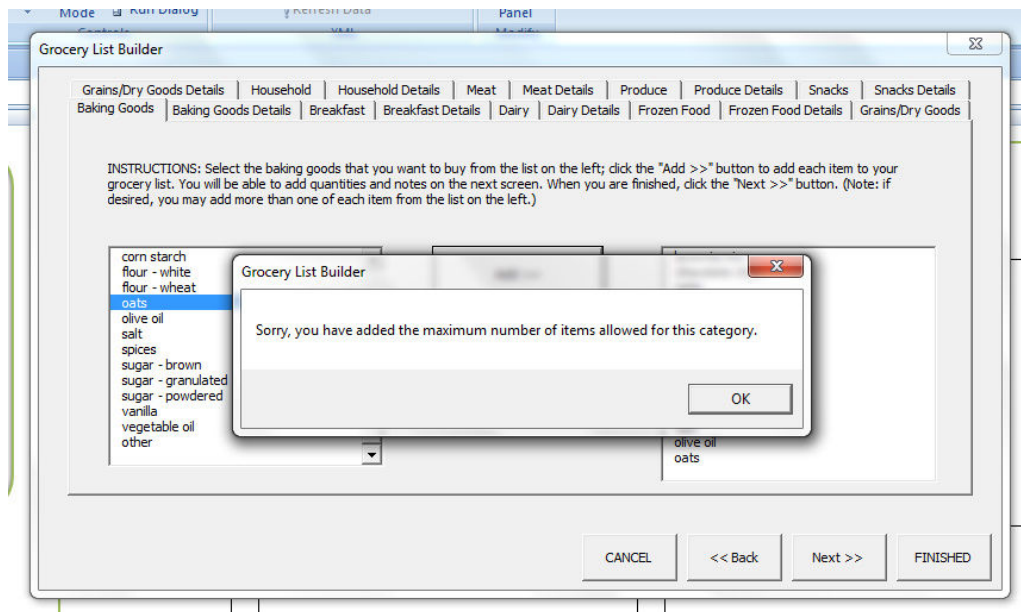 Mode Run Dialog Refresh Data Panel
Controls XML Modify
Grocery List Builder
Grains/Dry Goods Details Household Household Details Meat Meat Details Produce Produce Details Snacks Snacks Details
Baking Goods Baking Goods Details Breakfast Breakfast Details Dairy Dairy Details Frozen Food Frozen Food Details Grains/Dry Goods
INSTRUCTIONS: Select the baking goods that you want to buy from the list on the left; click the "Add >>" button to add each item to your
grocery list. You will be able to add quantities and notes on the next screen. When you are finished, click the "Next >>" button. (Note: if
desired, you may add more than one of each item from the list on the left.)
corn starch
flour - white
flour - wheat
oats
olive oil
salt
spices
sugar - brown
sugar - granulated
sugar - powdered
vanilla
vegetable oil
other
Grocery List Builder
Sorry, you have added the maximum number of items allowed for this category.
OK
olive oil
oats
CANCEL << Back Next >> FINISHED